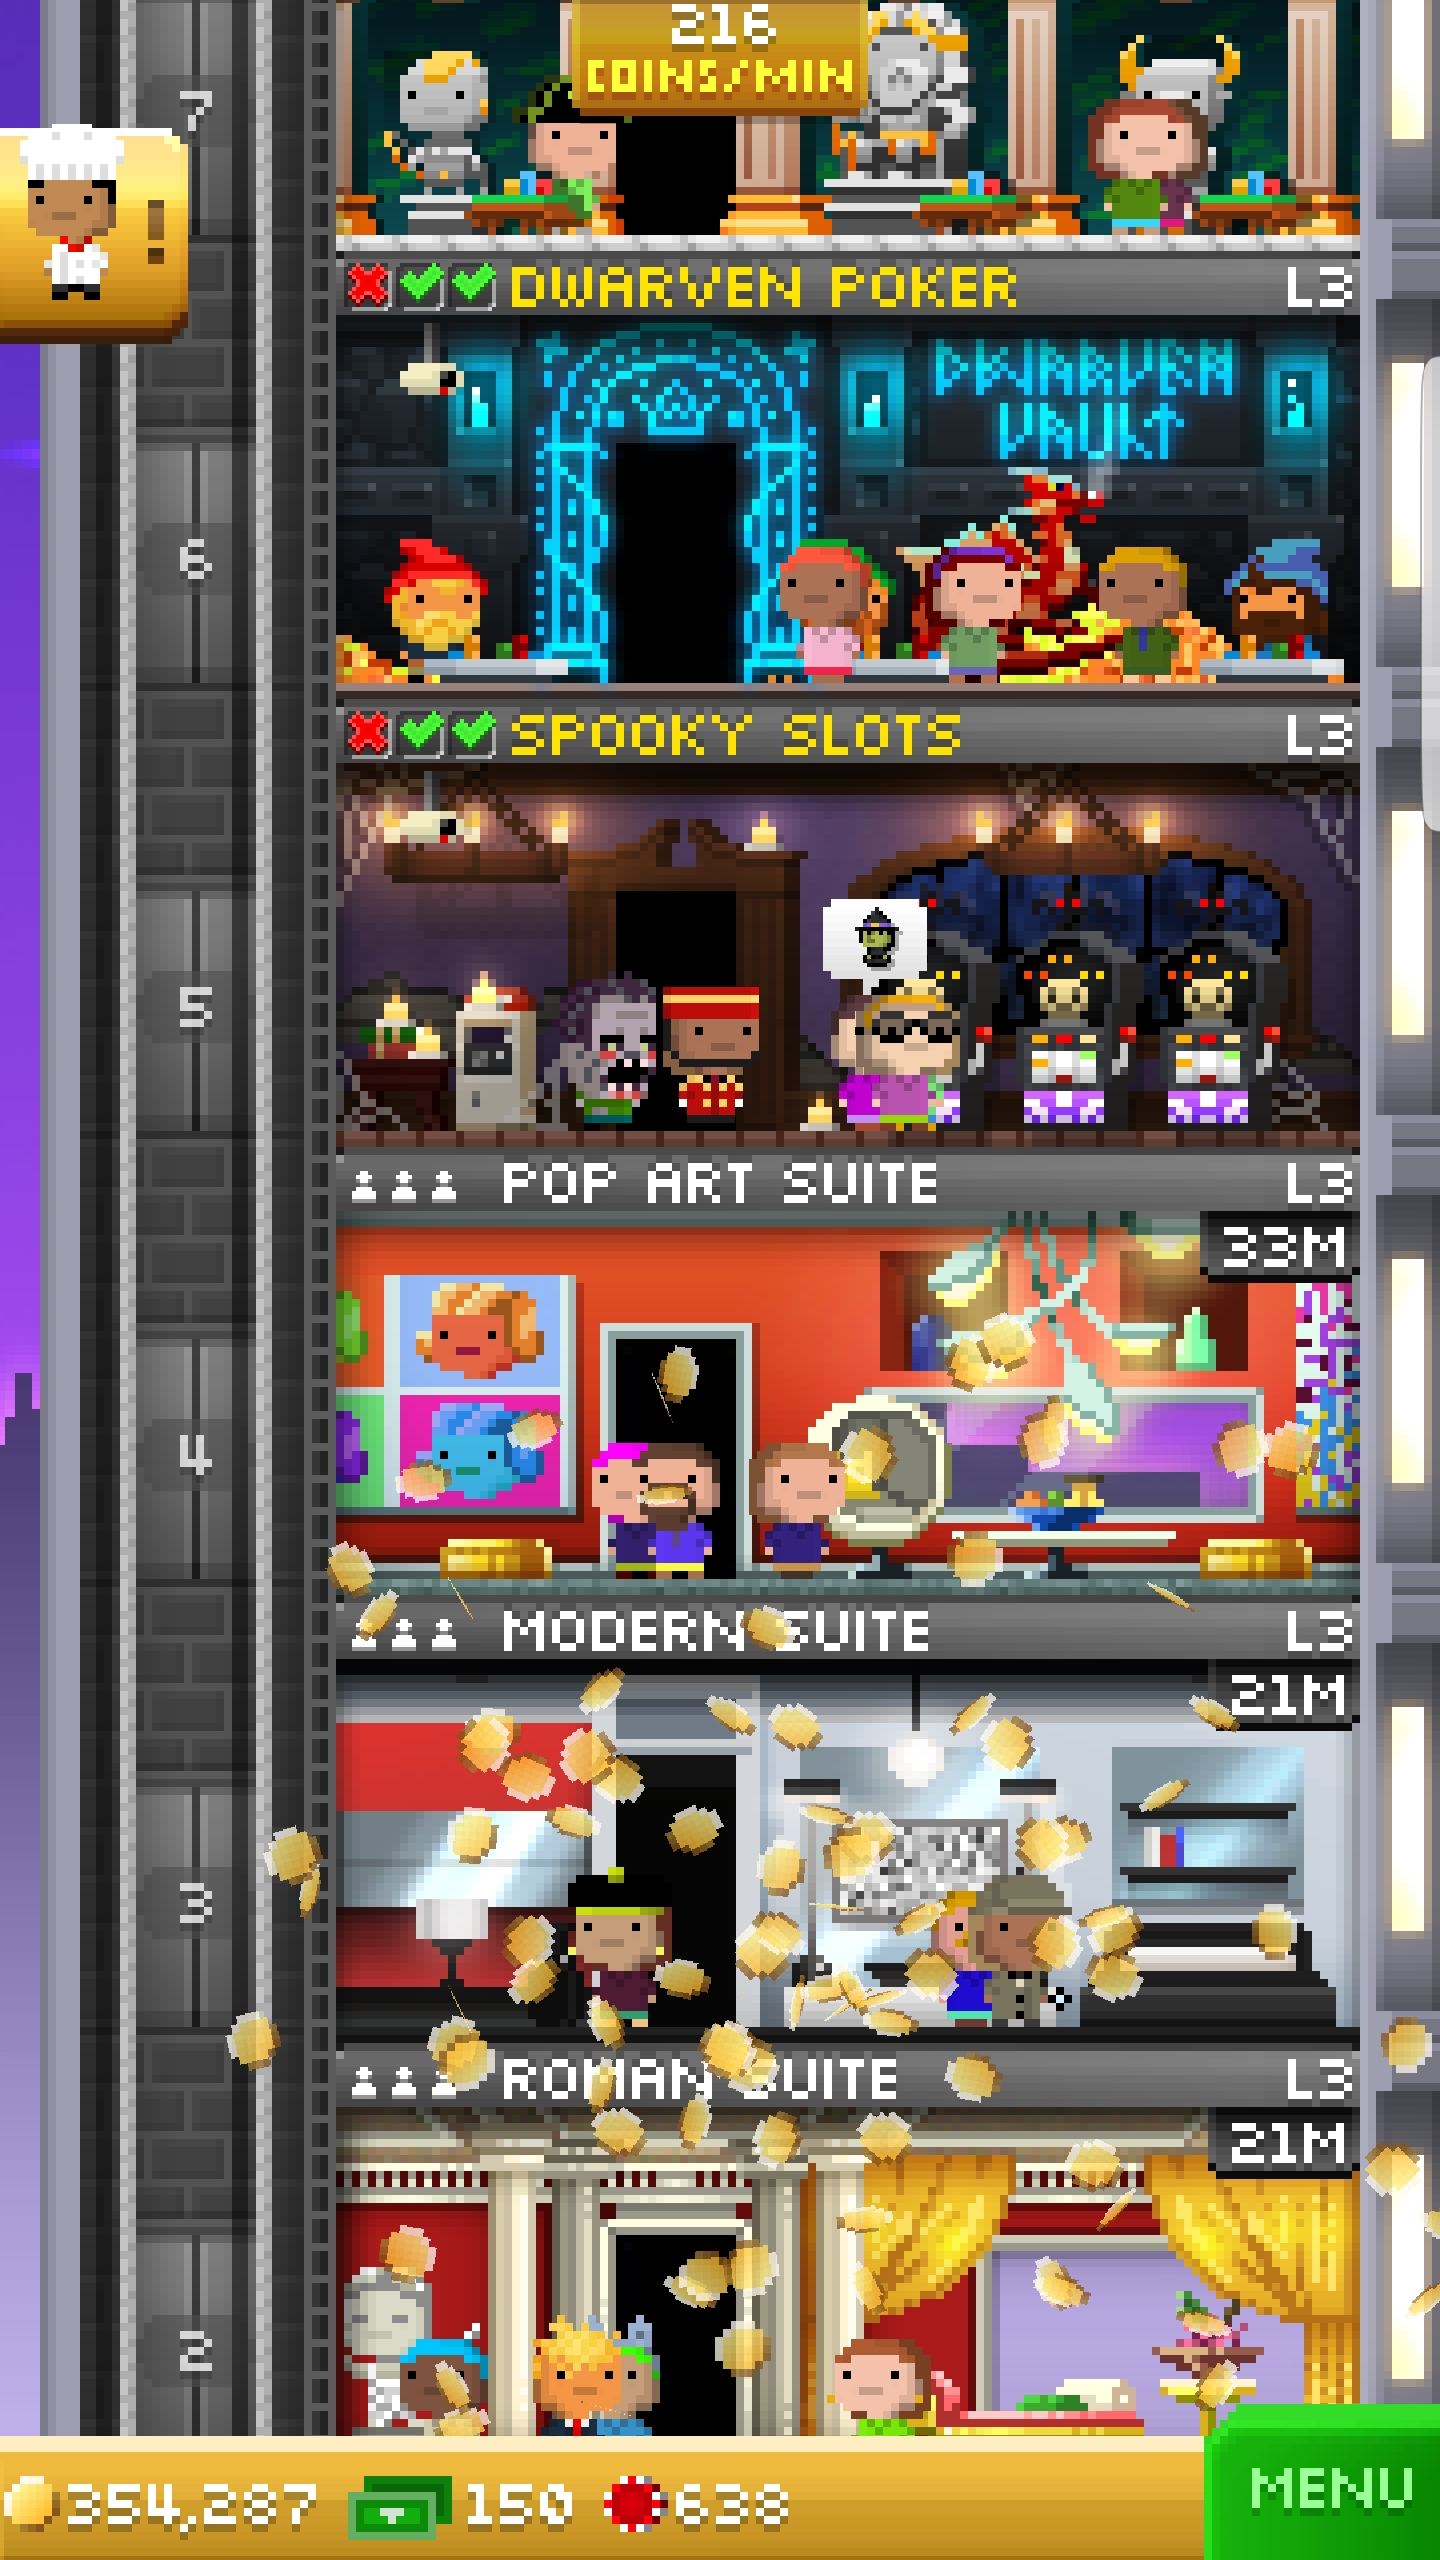 216
COINS/MIN
7
!
DWARVEN POKER L3
DWARVEN
VAULT
6
SPOOKY SLOTS L3
5
POP ART SUITE L3
33M
4
MODERN SUITE L3
21M
3
ROMAN SUITE L3
21M
2
354,287 150 638
MENU